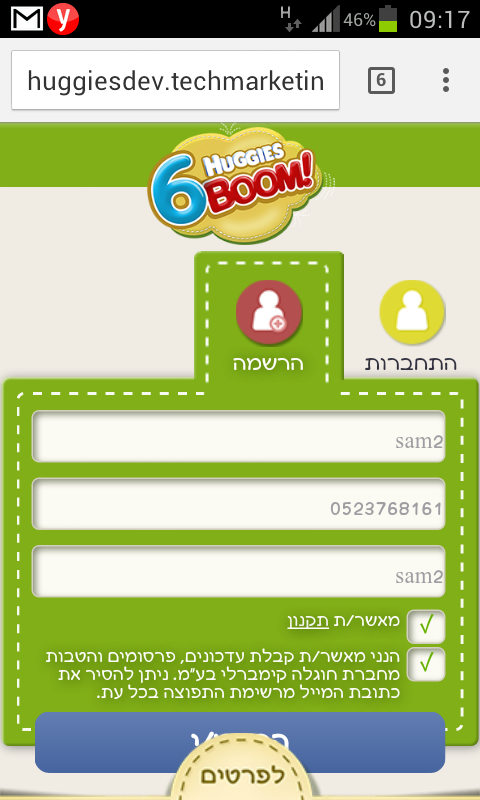 H 46% 09:17
huggiesdev.techmarketin 6
6 HUGGIES
BOOM!
הרשמה התחברות
sam2
0523768161
sam2
מאשר/ת תקנון
הנני מאשר/ת קבלת עדכונים, פרסומים והטבות
מחברת חוגלה קימברלי בע"מ. ניתן להסיר את
כתובת המייל מרשימת התפוצה בכל עת.
לפרטים